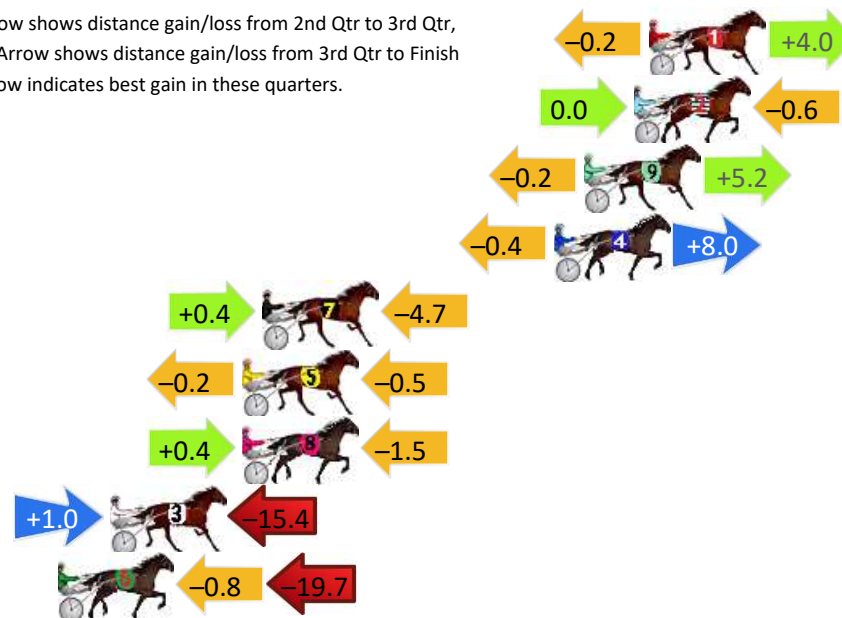 ow shows distance gain/loss from 2nd Qtr to 3rd Qtr,
Arrow shows distance gain/loss from 3rd Qtr to Finish
ow indicates best gain in these quarters.
–0.2 1 +4.0
0.0 2 –0.6
–0.2 9 +5.2
–0.4 4 +8.0
+0.4 7 –4.7
–0.2 5 –0.5
+0.4 8 –1.5
+1.0 3 –15.4
6 –0.8 –19.7